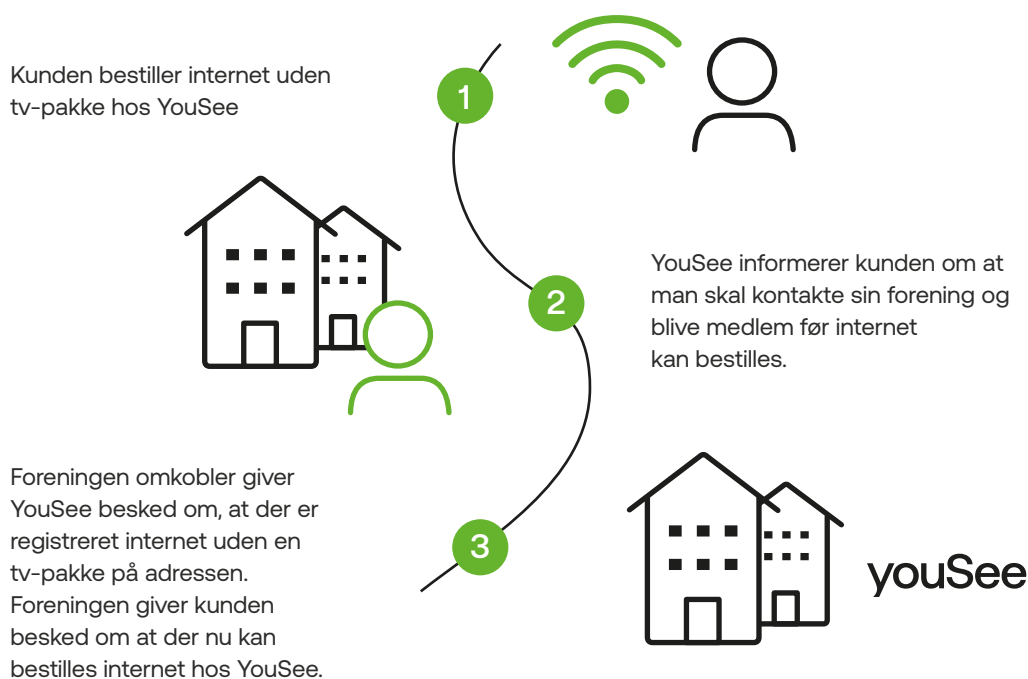 Kunden bestiller internet uden
tv-pakke hos YouSee
1
2
YouSee informerer kunden om at
man skal kontakte sin forening og
blive medlem før internet
kan bestilles.
3
Foreningen omkobler giver
YouSee besked om, at der er
registreret internet uden en
tv-pakke på adressen.
Foreningen giver kunden
besked om at der nu kan
bestilles internet hos YouSee.
youSee